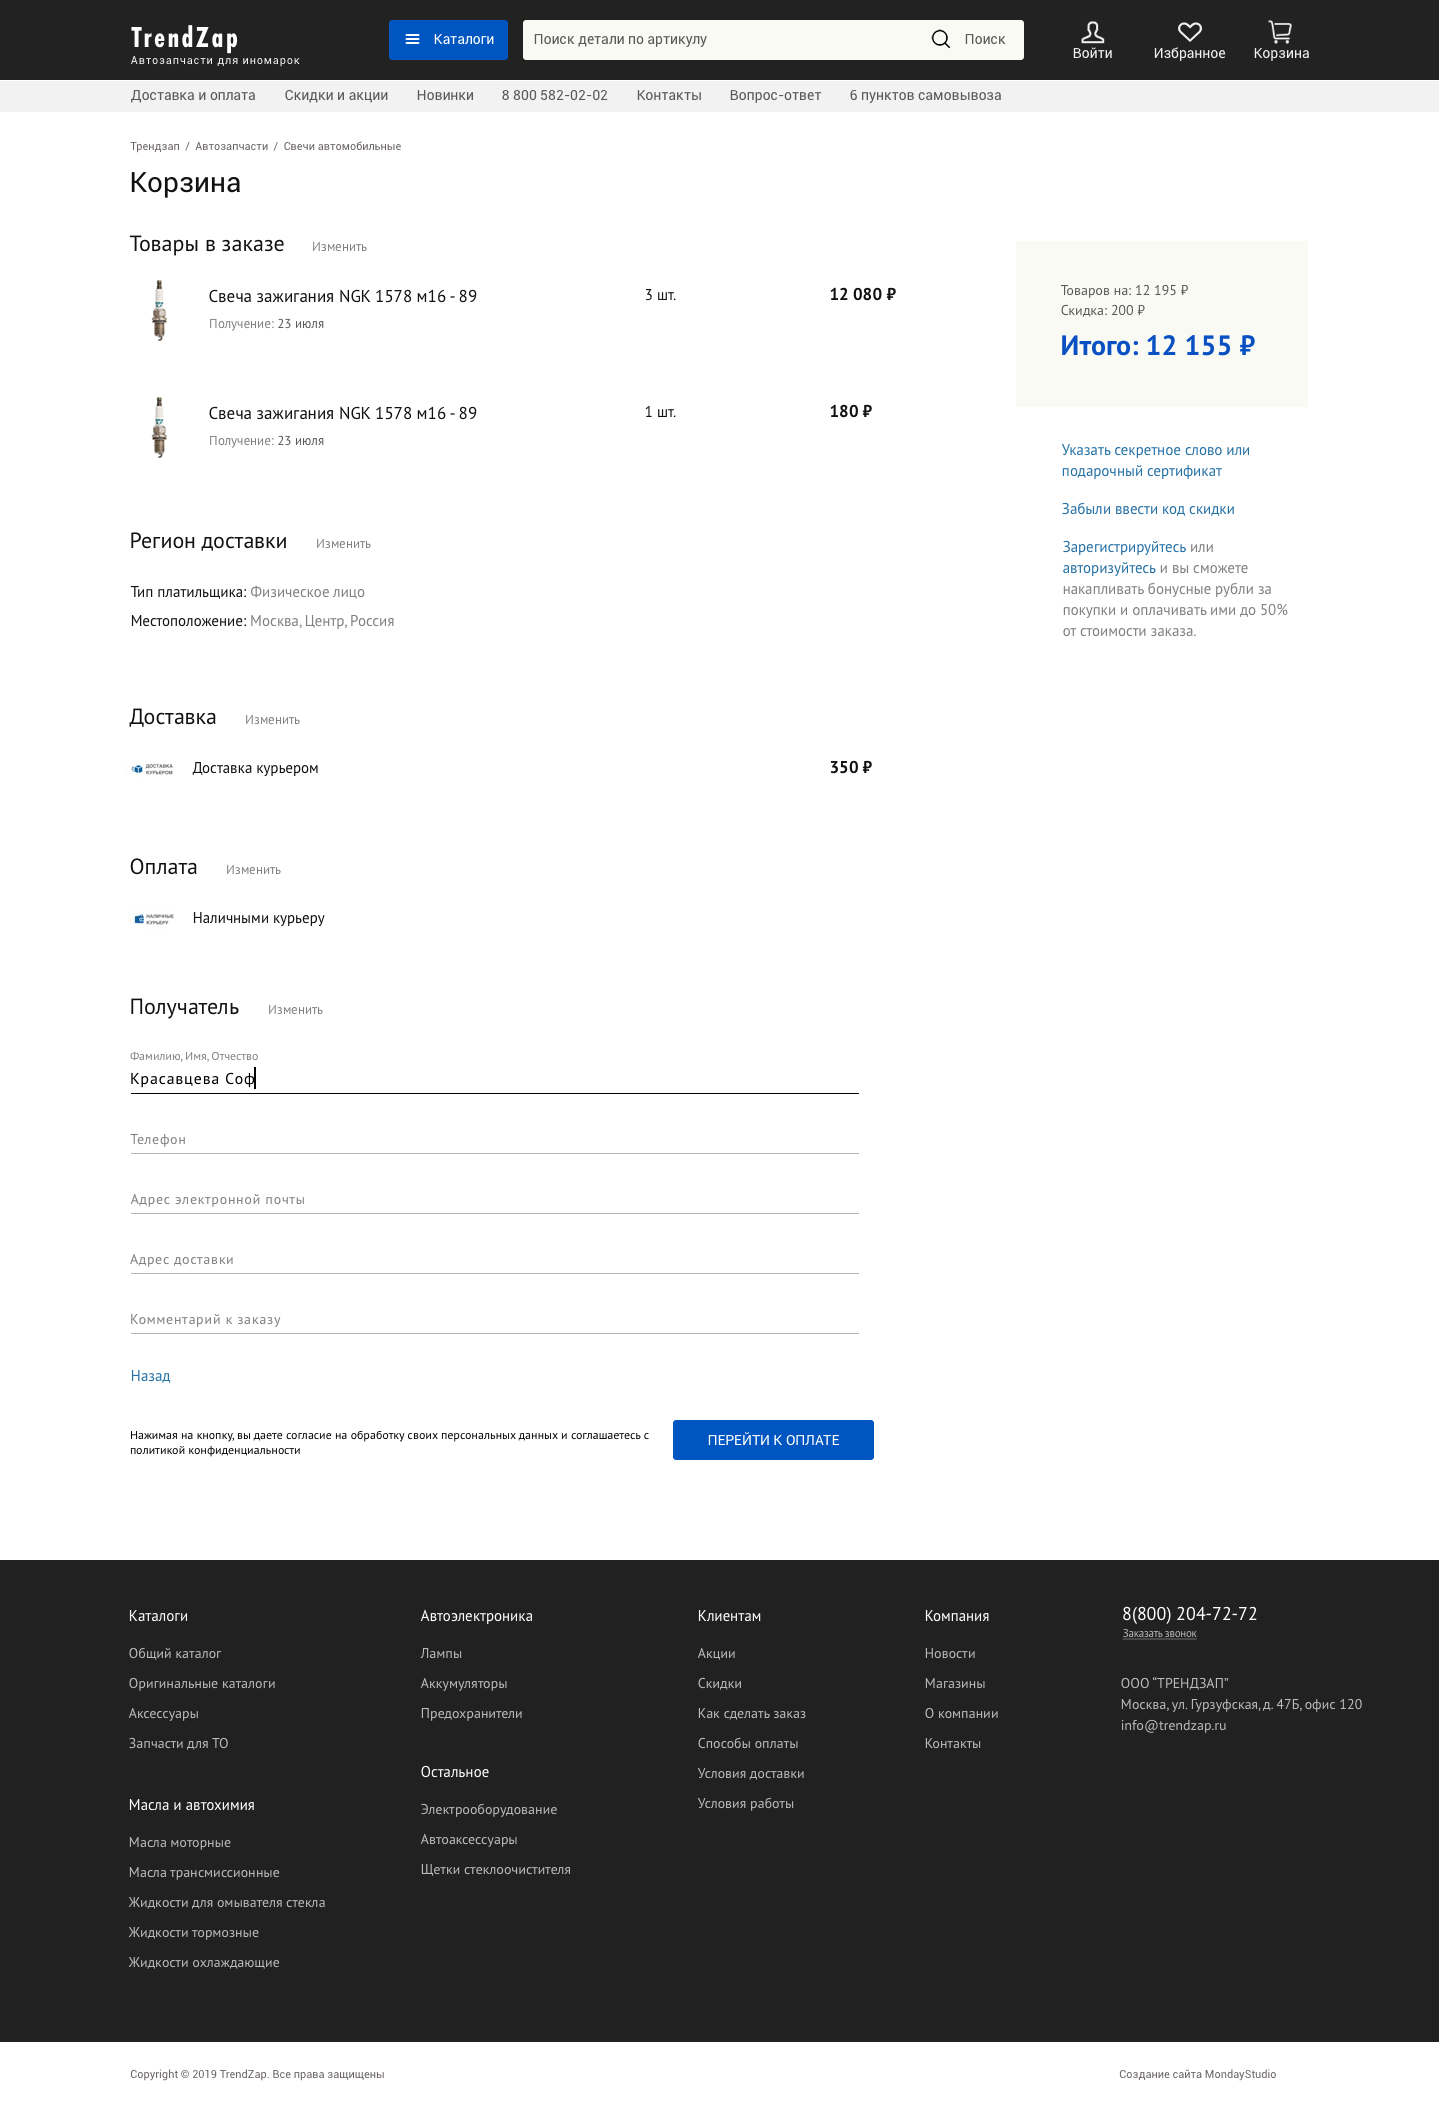 TrendZap
Автозапчасти для иномарок
Каталоги
Поиск детали по артикулу
Поиск
Войти
Избранное
Корзина
Доставка и оплата
Скидки и акции
Новинки
8 800 582-02-02
Контакты
Вопрос-ответ
6 пунктов самовывоза
Трендзап / Автозапчасти / Свечи автомобильные
Корзина
Товары в заказе
Изменить
Свеча зажигания NGK 1578 м16 - 89
3 шт.
12 080 ₽
Получение: 23 июля
Свеча зажигания NGK 1578 м16 - 89
1 шт.
180 ₽
Получение: 23 июля
Товаров на: 12 195 ₽
Скидка: 200 ₽
Итого: 12 155 ₽
Указать секретное слово или
подарочный сертификат
Забыли ввести код скидки
Зарегистрируйтесь или
авторизуйтесь и вы сможете
накапливать бонусные рубли за
покупки и оплачивать ими до 50%
от стоимости заказа.
Регион доставки
Изменить
Тип платильщика: Физическое лицо
Местоположение: Москва, Центр, Россия
Доставка
Изменить
ДОСТАВКА
КУРЬЕРОМ
Доставка курьером
350 ₽
Оплата
Изменить
НАЛИЧНЫЕ
КУРЬЕРУ
Наличными курьеру
Получатель
Изменить
Фамилию, Имя, Отчество
Красавцева Соф
Телефон
Адрес электронной почты
Адрес доставки
Комментарий к заказу
Назад
Нажимая на кнопку, вы даете согласие на обработку своих персональных данных и соглашаетесь с
политикой конфиденциальности
ПЕРЕЙТИ К ОПЛАТЕ
Каталоги
Общий каталог
Оригинальные каталоги
Аксессуары
Запчасти для ТО
Масла и автохимия
Масла моторные
Масла трансмиссионные
Жидкости для омывателя стекла
Жидкости тормозные
Жидкости охлаждающие
Автоэлектроника
Лампы
Аккумуляторы
Предохранители
Остальное
Электрооборудование
Автоаксессуары
Щетки стеклоочистителя
Клиентам
Акции
Скидки
Как сделать заказ
Способы оплаты
Условия доставки
Условия работы
Компания
Новости
Магазины
О компании
Контакты
8(800) 204-72-72
Заказать звонок
ООО “ТРЕНДЗАП”
Москва, ул. Гурзуфская, д. 47Б, офис 120
info@trendzap.ru
Copyright © 2019 TrendZap. Все права защищены
Создание сайта MondayStudio